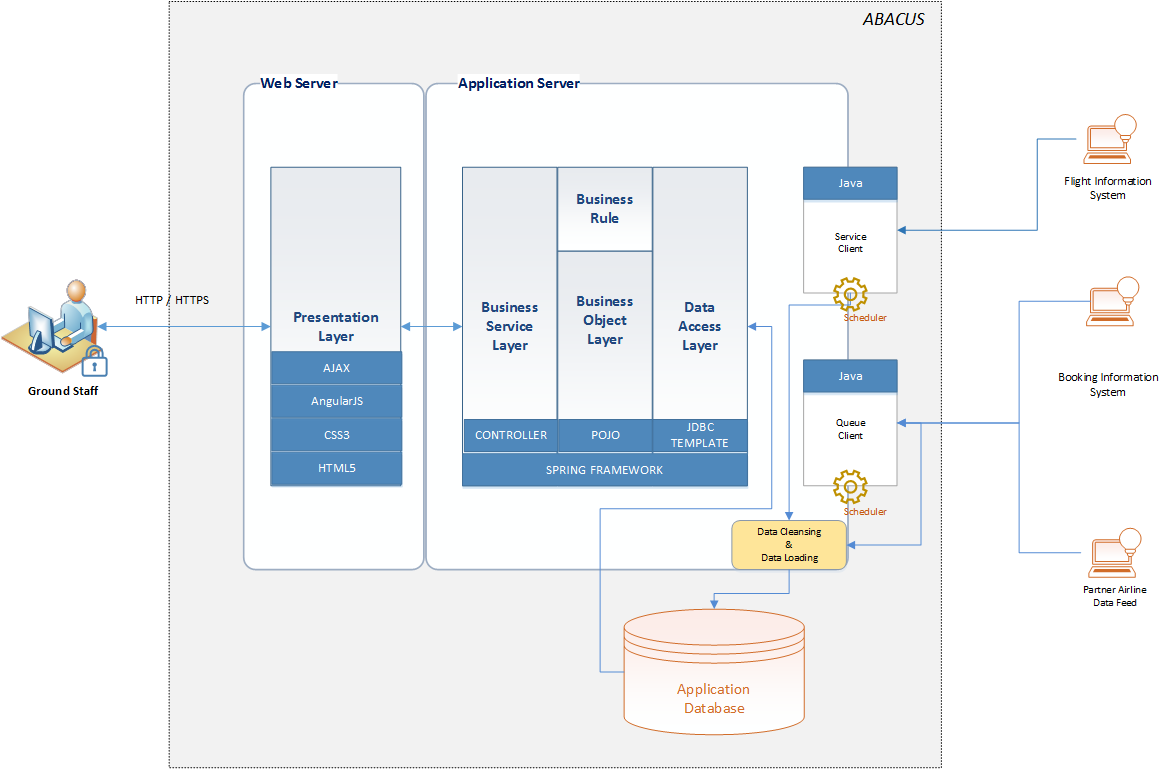 ABACUS
Web Server
Application Server
HTTP / HTTPS
Ground Staff
Presentation
Layer
AJAX
AngularJS
CSS3
HTML5
Business
Service
Layer
Business
Rule
Business
Object
Layer
Data
Access
Layer
CONTROLLER
POJO
JDBC
TEMPLATE
SPRING FRAMEWORK
Java
Service
Client
Scheduler
Java
Queue
Client
Scheduler
Data Cleansing
&
Data Loading
Application
Database
Flight Information
System
Booking Information
System
Partner Airline
Data Feed